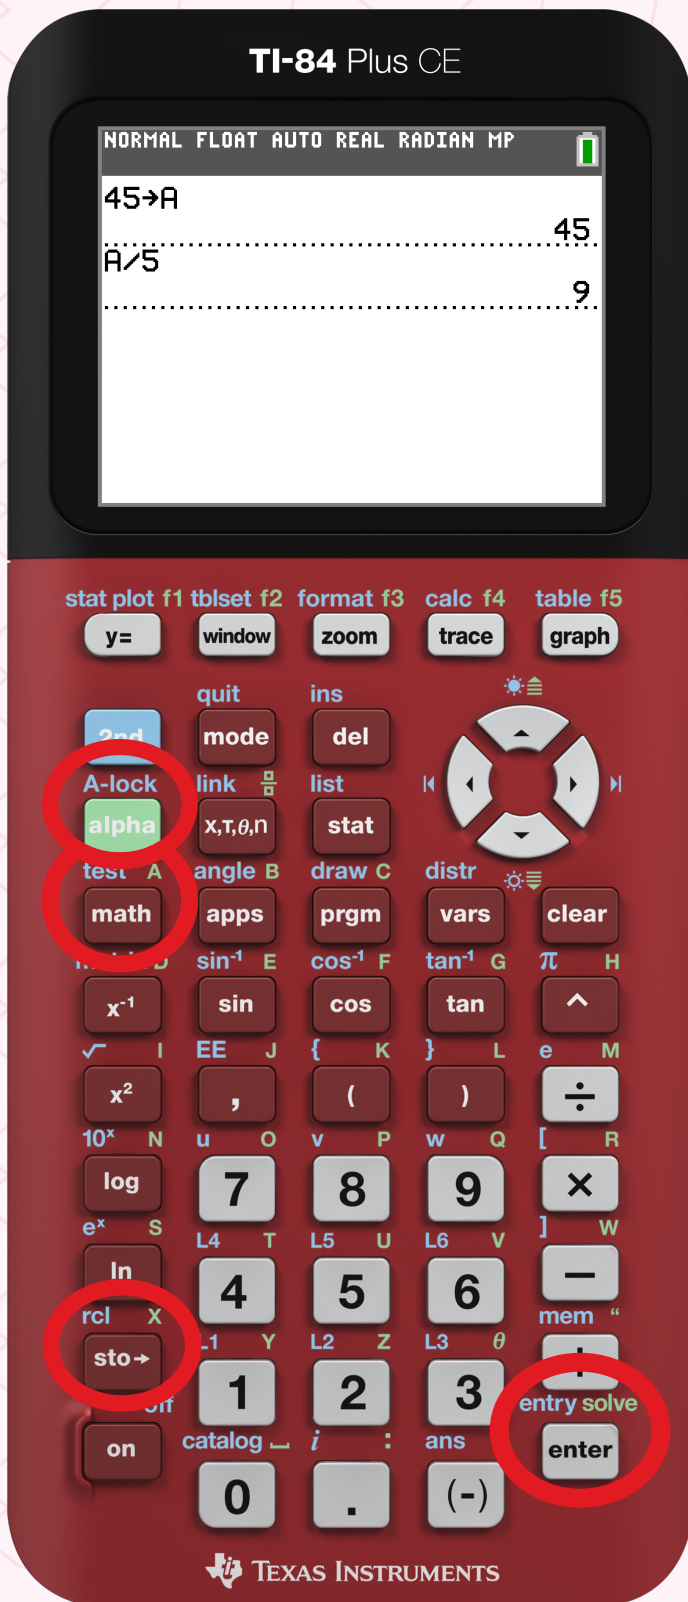 TI-84 Plus CE
NORMAL FLOAT AUTO REAL RADIAN MP
45→A
45
A/5
9
stat plot f1 tblset f2 format f3 calc f4 table f5
y= window zoom trace graph
quit ins
2nd mode del
A-lock link list
alpha X,T,θ,n stat
test A angle B draw C distr
math apps prgm vars clear
D sin⁻¹ E cos⁻¹ F tan⁻¹ G π H
x⁻¹ sin cos tan ^
√ I EE J { K } L e M
x² , ( ) ÷
10ˣ N u O v P w Q [ R
log 7 8 9 ×
eˣ S L4 T L5 U L6 V ] W
ln 4 5 6 –
rcl X L1 Y L2 Z L3 θ mem "
sto→ 1 2 3 +
off catalog i : ans entry solve
on 0 . (-) enter
TEXAS INSTRUMENTS